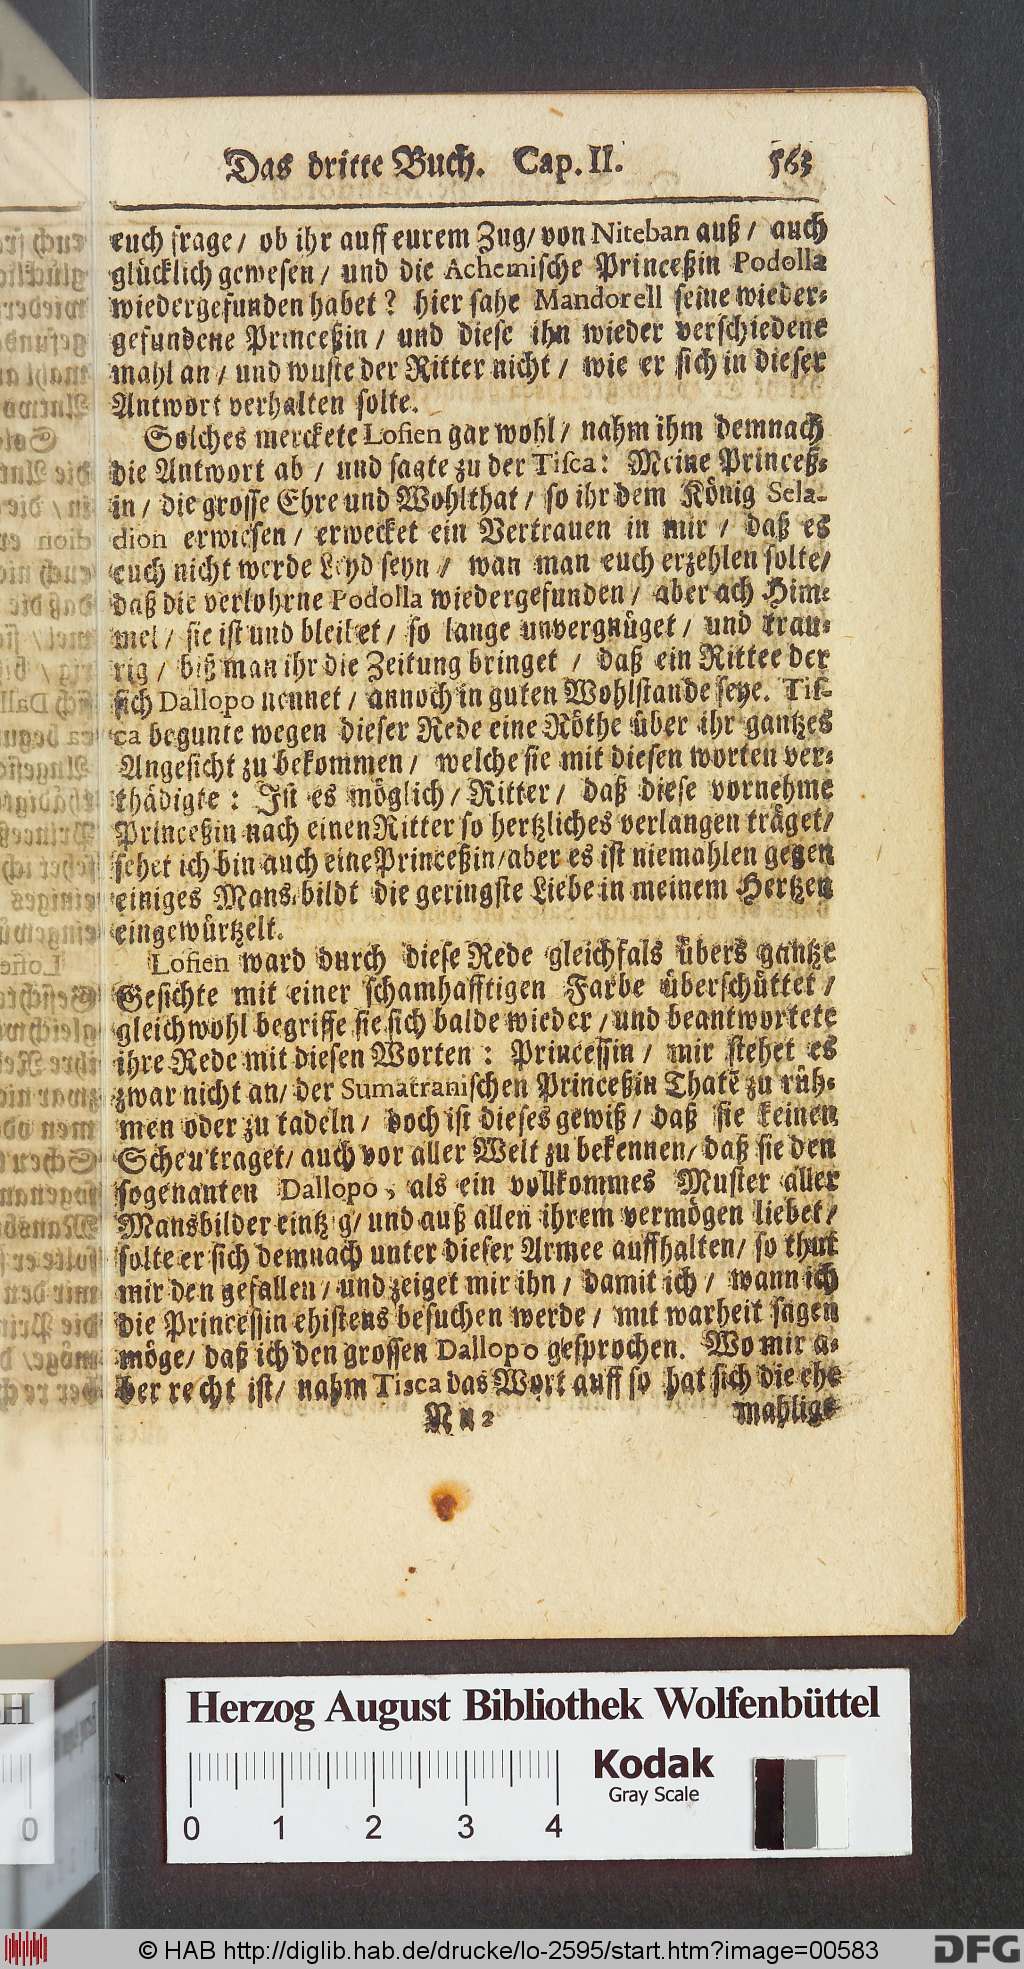 Das dritte Buch. Cap. II. 563
euch frage / ob ihr auff eurem Zug / von Niteban auß / auch
glücklich gewesen / und die Achemische Princeßin Podolla
wiedergefunden habet? hier sahe Mandorell seine wieder-
gefundene Princeßin / und diese ihn wieder verschiedene
mahl an / und wuste der Ritter nicht / wie er sich in dieser
Antwort verhalten solte.
Solches merckete Losien gar wohl / nahm ihm demnach
die Antwort ab / und sagte zu der Tisca: Meine Princeß-
in / die grosse Ehre und Wohlthat / so ihr dem König Sela-
dion erwiesen / erwecket ein Vertrauen in mir / daß es
euch nicht werde Leyd seyn / wan man euch erzehlen solte /
daß die verlohrne Podolla wiedergefunden / aber ach Him-
mel / sie ist und bleibet / so lange unvergnüget / und trau-
rig / biß man ihr die Zeitung bringet / daß ein Rittee der
sich Dallopo nennet / annoch in guten Wohlstande seye. Tis-
ca begunte wegen dieser Rede eine Röthe über ihr gantzes
Angesicht zu bekommen / welche sie mit diesen worten ver-
thädigte: Ist es möglich / Ritter / daß diese vornehme
Princeßin nach einen Ritter so hertzliches verlangen träget /
sehet ich bin auch eine Princeßin / aber es ist niemahlen gegen
einiges Mansbildt die geringste Liebe in meinem Hertzen
eingewürtzelt.
Losien ward durch diese Rede gleichfals übers gantze
Gesichte mit einer schamhafftigen Farbe überschüttet /
gleichwohl begriffe sie sich balde wieder / und beantwortete
ihre Rede mit diesen Worten: Princessin / mir stehet es
zwar nicht an / der Sumatranischen Princeßin Thatē zu rüh-
men oder zu tadeln / doch ist dieses gewiß / daß sie keinen
Scheu traget / auch vor aller Welt zu bekennen / daß sie den
sogenanten Dallopo, als ein vollkommes Muster aller
Mansbilder eintzig / und auß allen ihrem vermögen liebet /
solte er sich demnach unter dieser Armee auffhalten / so thut
mir den gefallen / und zeiget mir ihn / damit ich / wann ich
die Princessin ehistens besuchen werde / mit warheit sagen
möge / daß ich den grossen Dallopo gesprochen. Wo mir a-
ber recht ist / nahm Tisca das Wort auff so hat sich die ehe
Nn 2 mahlige
Herzog August Bibliothek Wolfenbüttel
Kodak
Gray Scale
0 1 2 3 4
© HAB http://diglib.hab.de/drucke/lo-2595/start.htm?image=00583
DFG